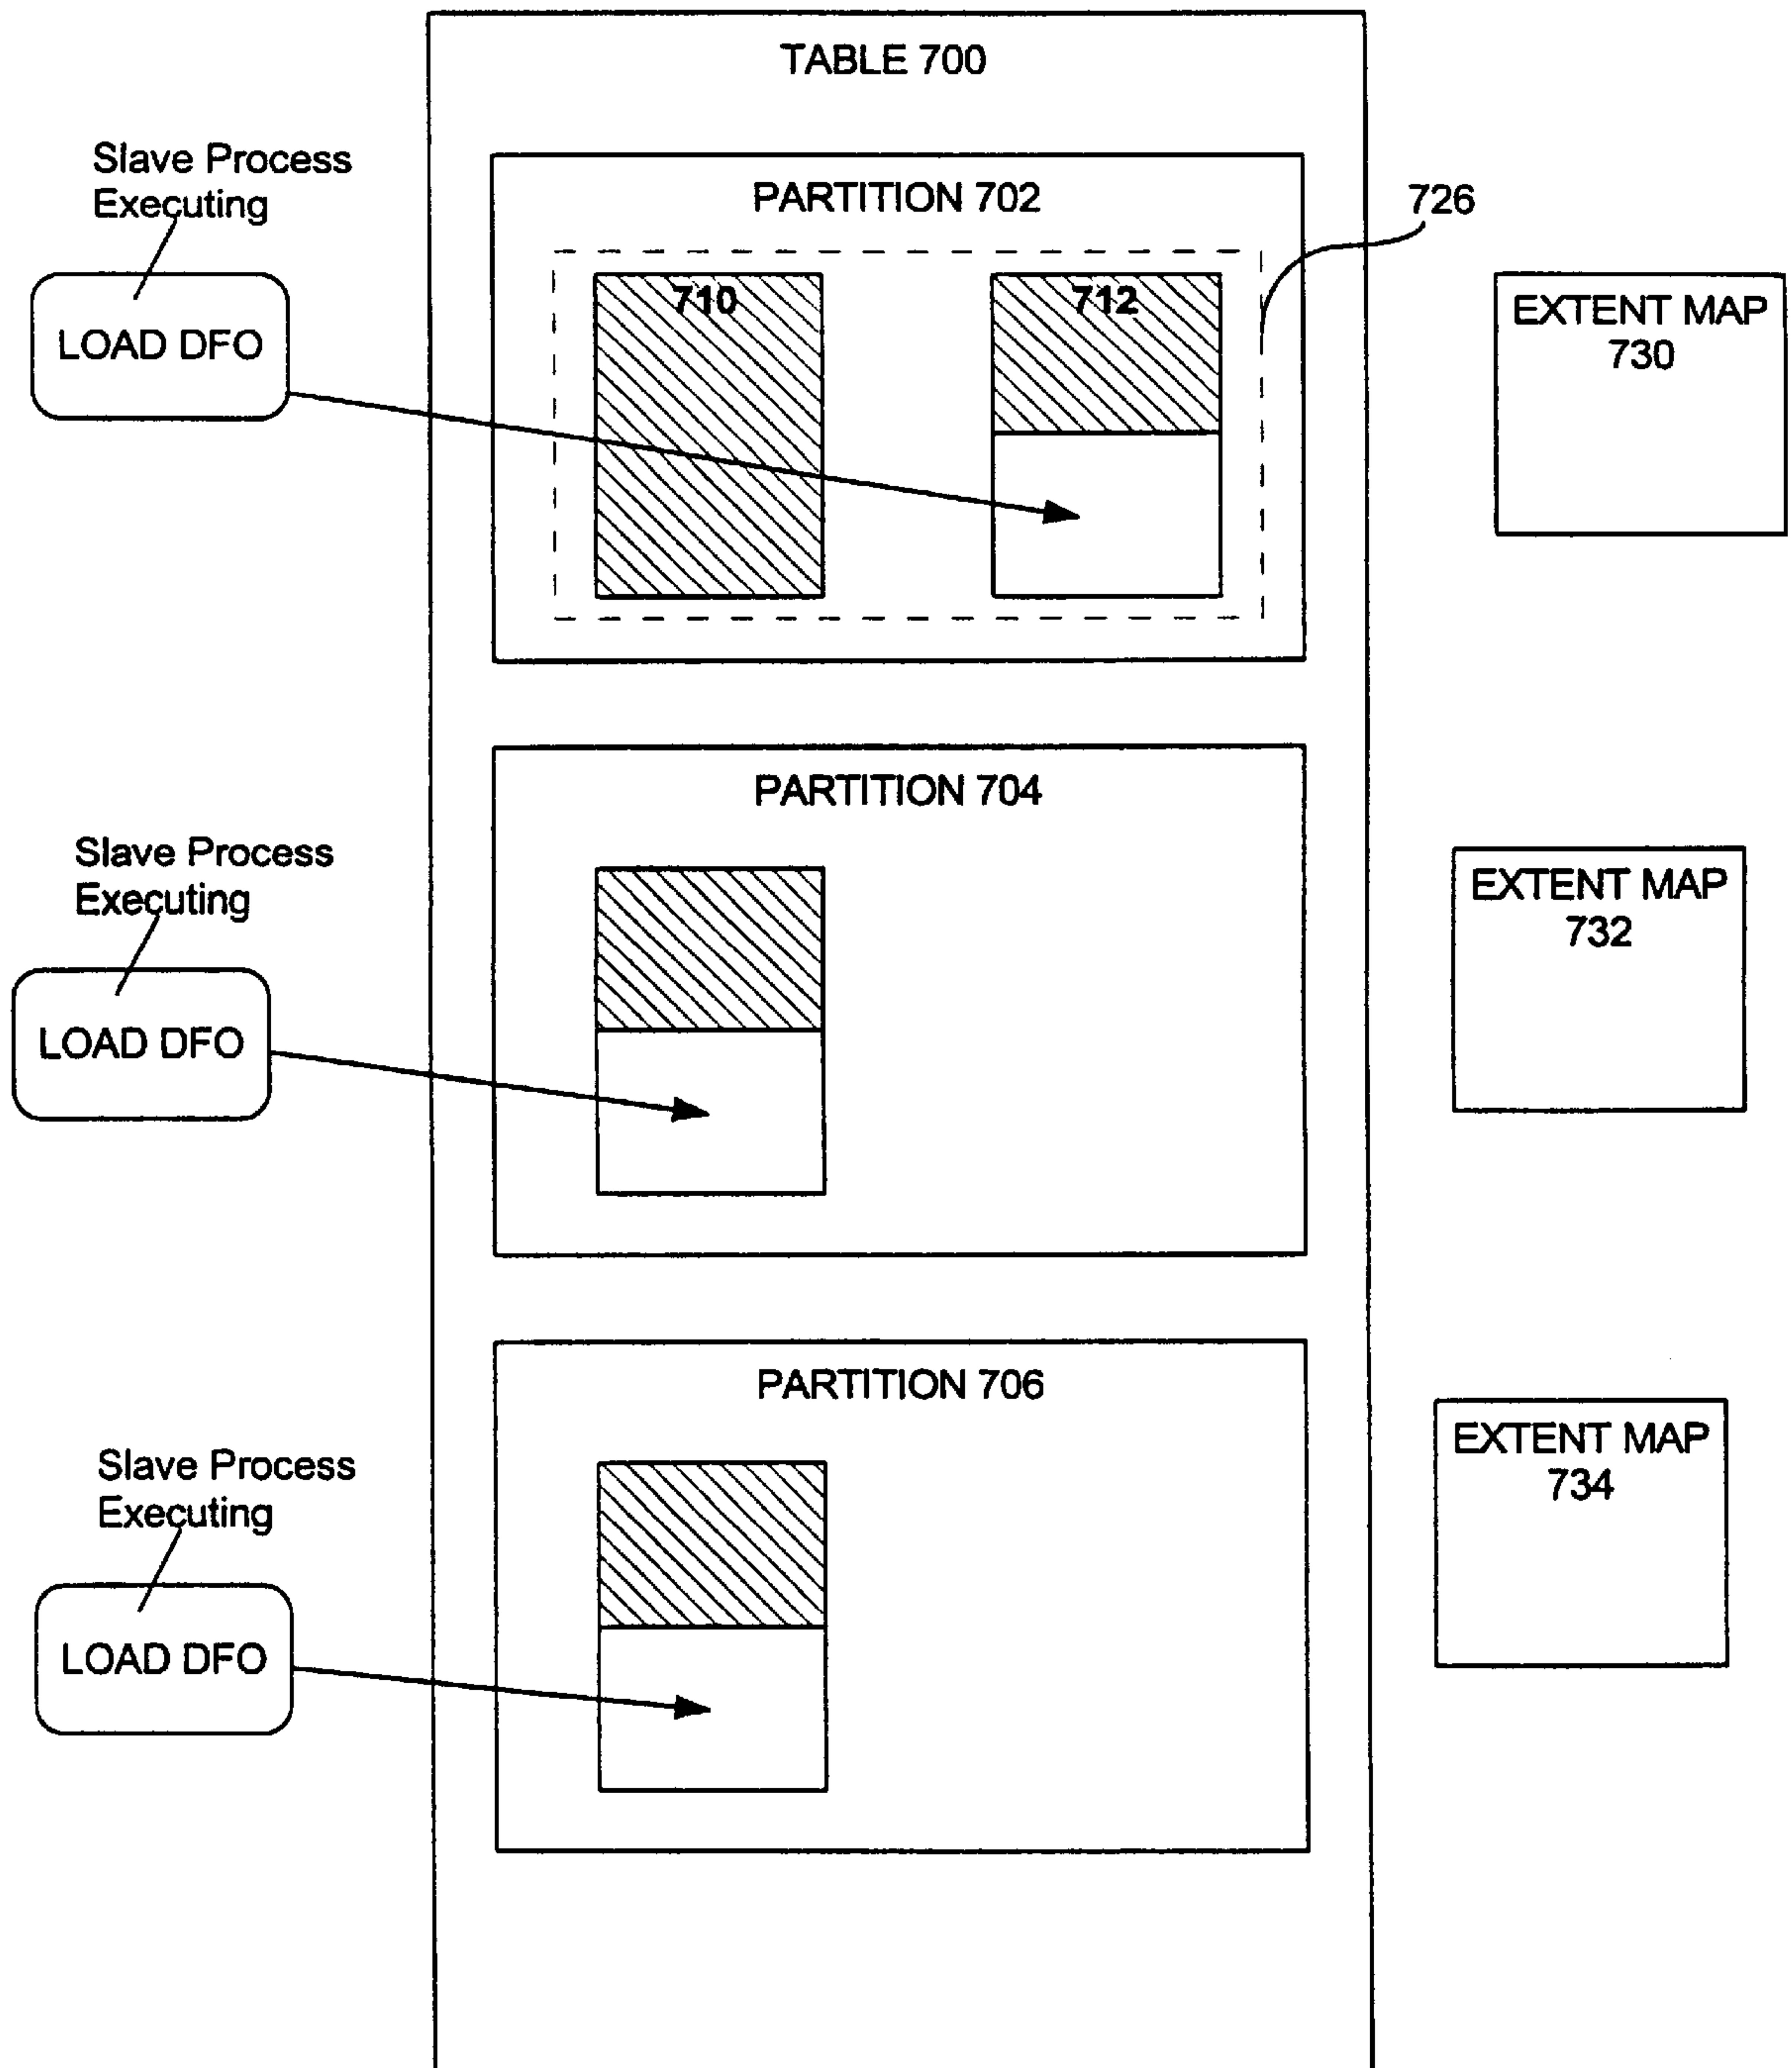 TABLE 700
Slave Process
Executing
LOAD DFO
PARTITION 702
726
710
712
EXTENT MAP
730
PARTITION 704
Slave Process
Executing
LOAD DFO
EXTENT MAP
732
PARTITION 706
Slave Process
Executing
LOAD DFO
EXTENT MAP
734